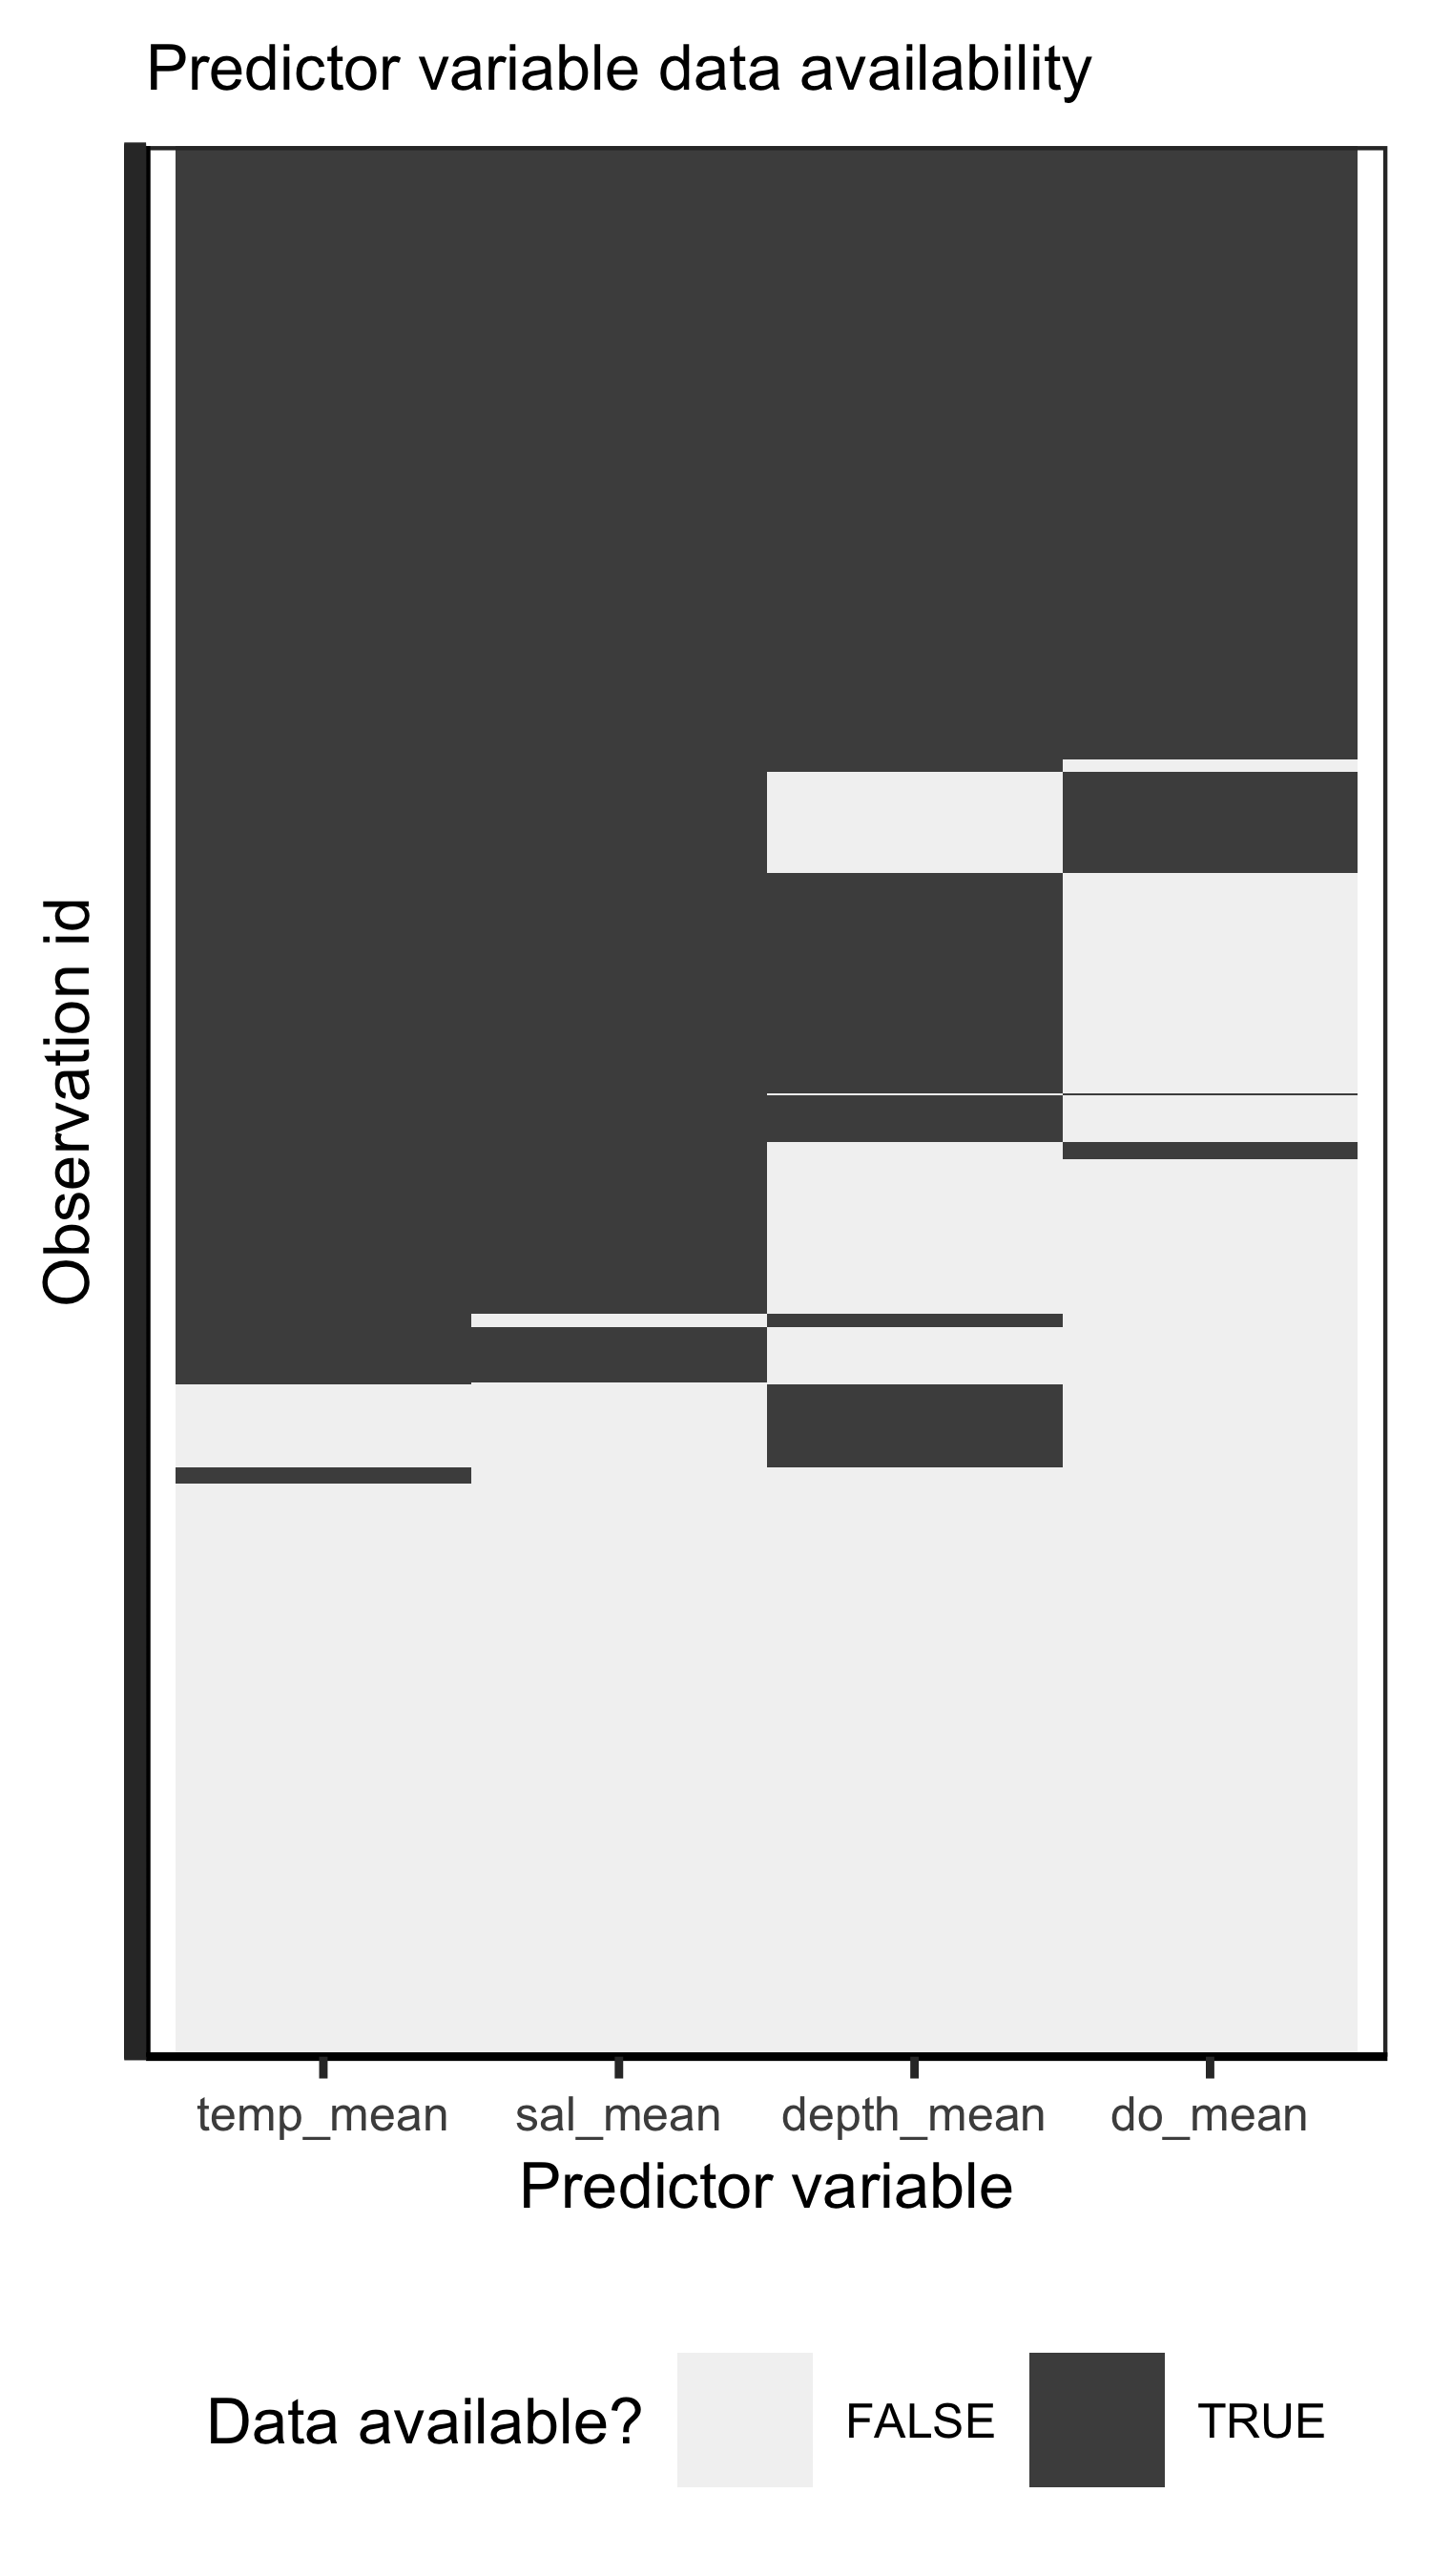 Predictor variable data availability
Observation id
temp_mean sal_mean depth_mean do_mean
Predictor variable
Data available? FALSE TRUE